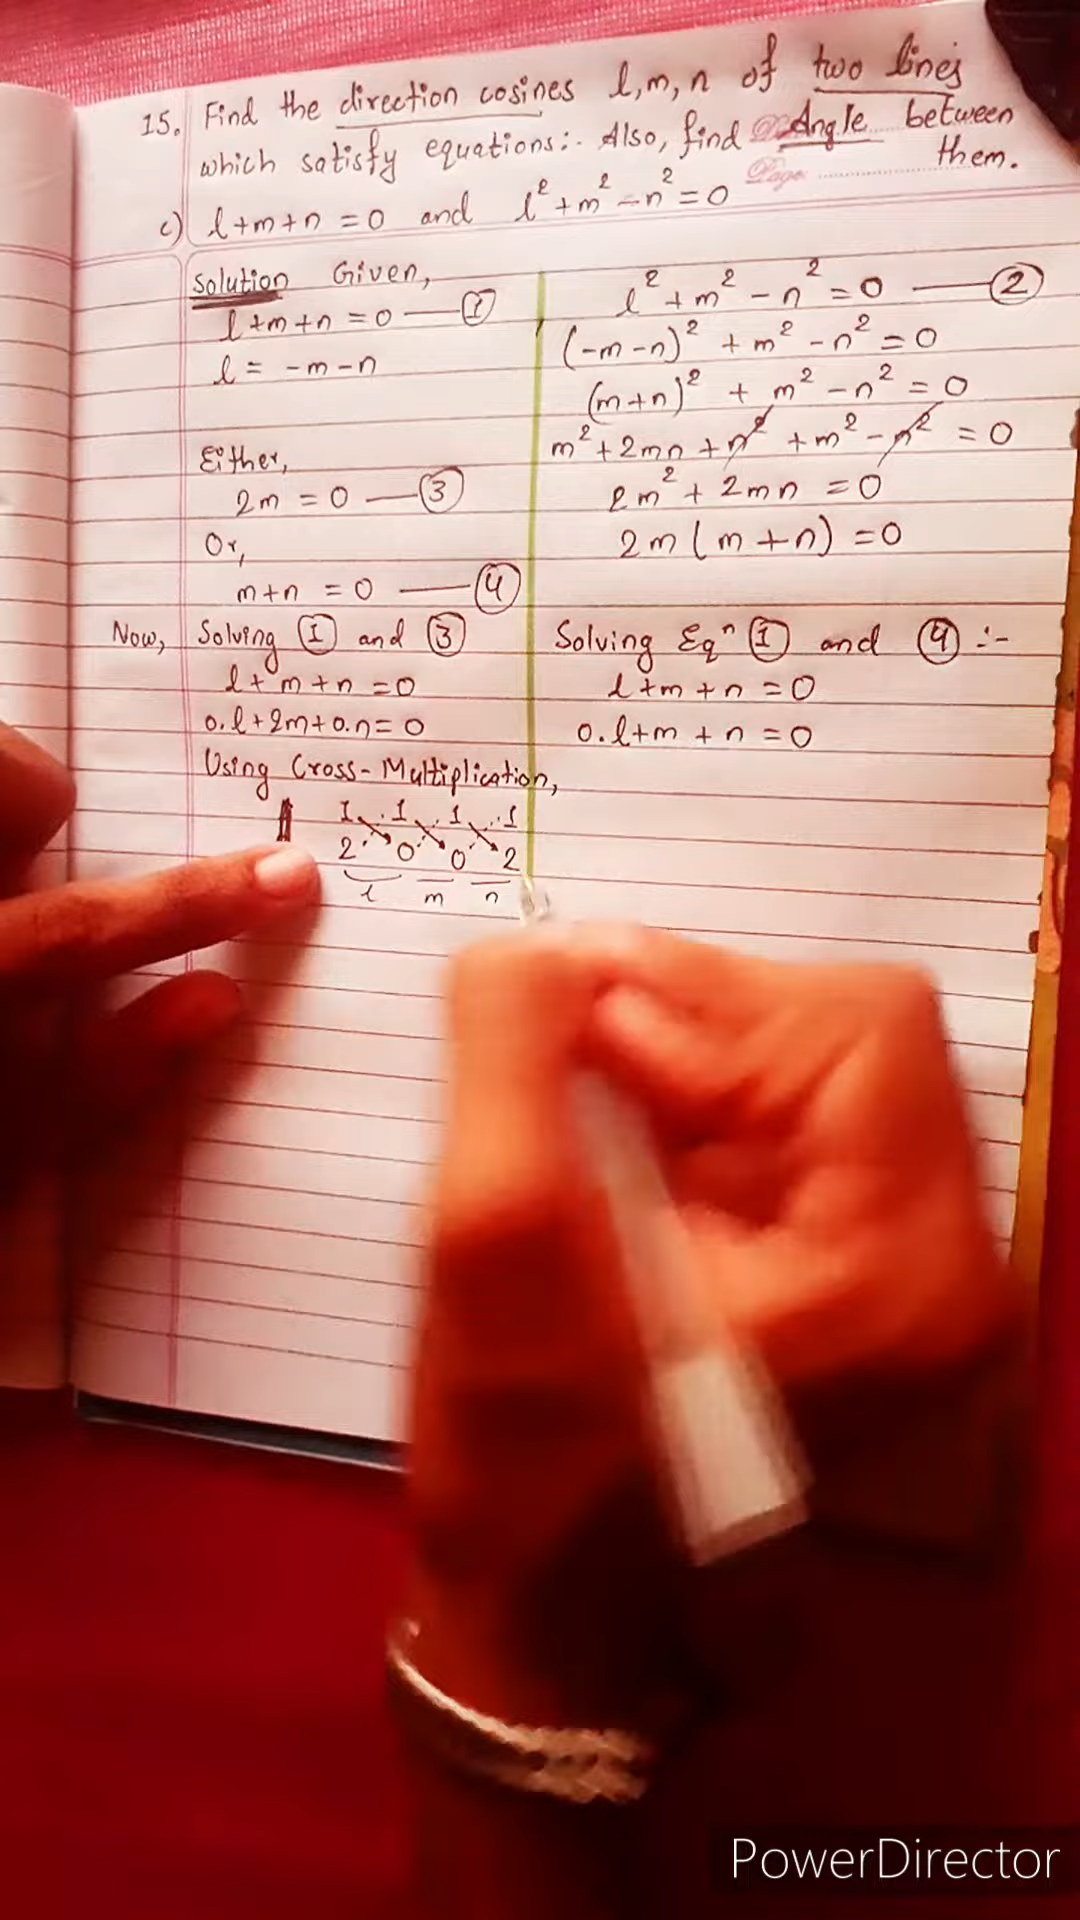 15. Find the direction cosines l, m, n of two lines
which satisfy equations:- Also, find Angle between
them.
Page
c) l+m+n = 0 and l² + m² - n² = 0
Solution Given,
l+m+n = 0 — ①
l = -m-n
l² + m² - n² = 0 — ②
(-m-n)² + m² - n² = 0
(m+n)² + m² - n² = 0
m² + 2mn + n² + m² - n² = 0
2m² + 2mn = 0
2m(m+n) = 0
Either,
2m = 0 — ③
Or,
m+n = 0 — ④
Now, Solving ① and ③
l+m+n = 0
0.l+2m+0.n = 0
Using Cross-Multiplication,
1 1 1 1
2 0 0 2
l m n
Solving Eqⁿ ① and ④ :-
l+m+n = 0
0.l+m+n = 0
PowerDirector